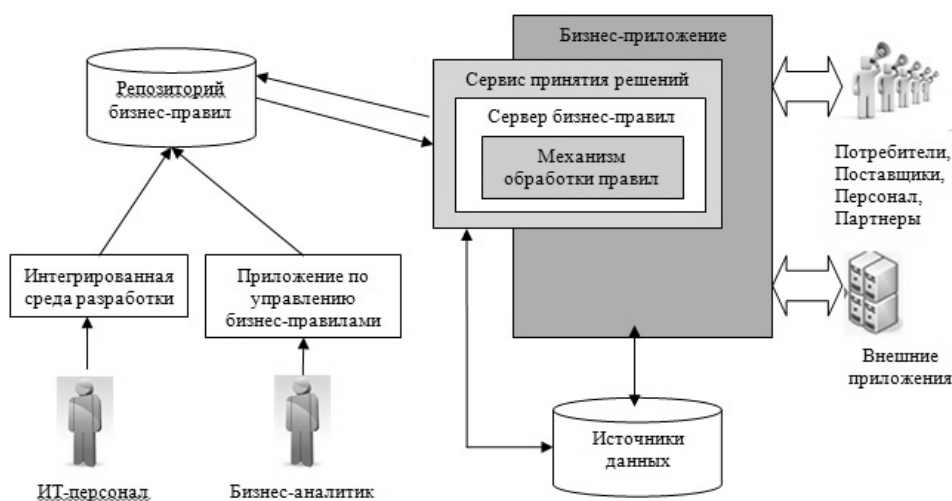 Бизнес-приложение
Сервис принятия решений
Сервер бизнес-правил
Механизм
обработки правил
Репозиторий
бизнес-правил
Потребители,
Поставщики,
Персонал,
Партнеры
Интегрированная
среда разработки
Приложение по
управлению
бизнес-правилами
Внешние
приложения
Источники
данных
ИТ-персонал
Бизнес-аналитик